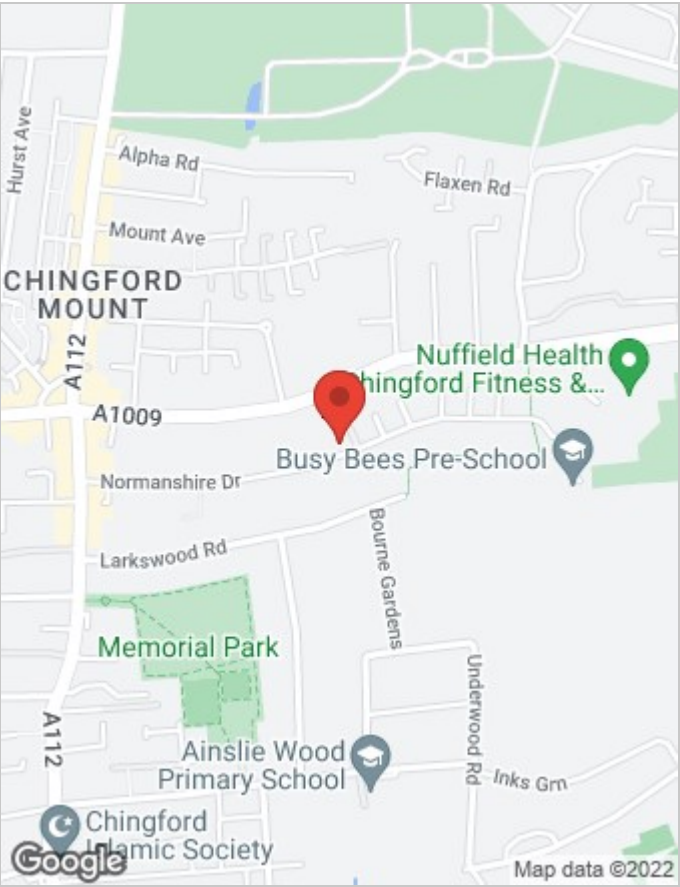 Hurst Ave
Alpha Rd
Flaxen Rd
Mount Ave
CHINGFORD
MOUNT
A112
Nuffield Health
Chingford Fitness &...
A1009
Busy Bees Pre-School
Normanshire Dr
Larkswood Rd
Bourne Gardens
Memorial Park
Underwood Rd
A112
Ainslie Wood
Primary School
Inks Grn
Chingford
Islamic Society
Google
Map data ©2022